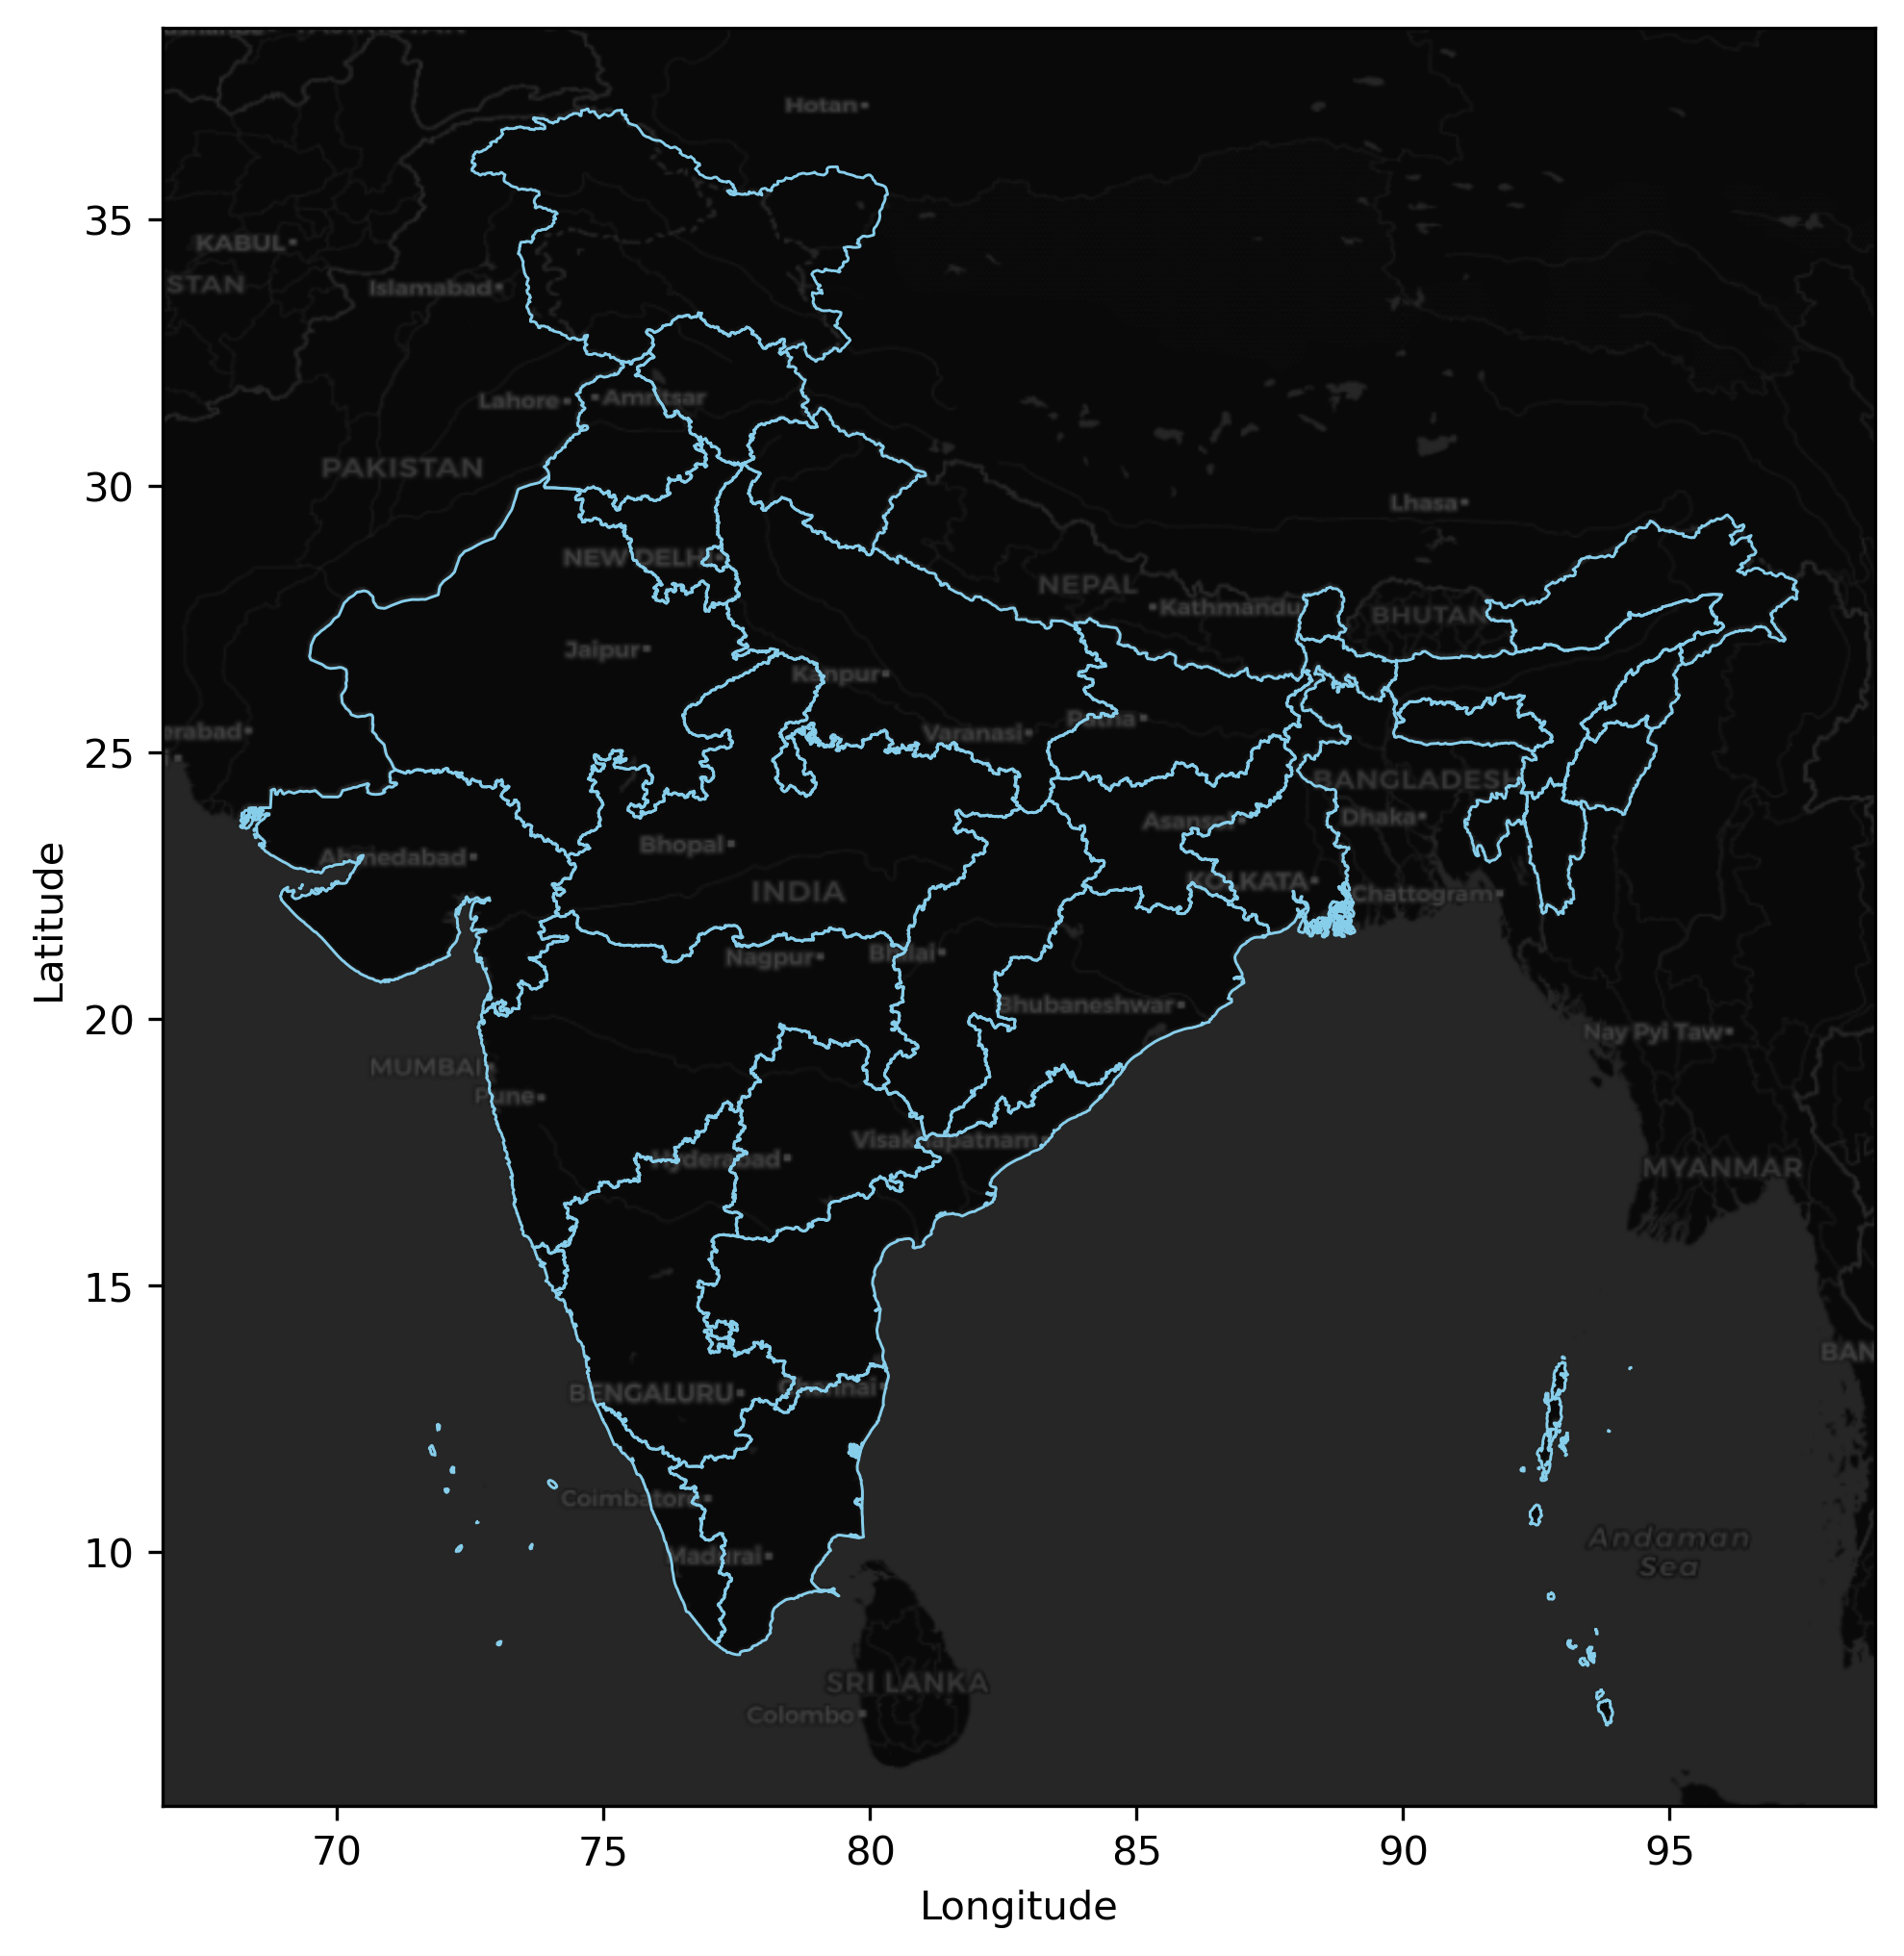 Hotan
KABUL
STAN
Islamabad
Lahore
Amritsar
PAKISTAN
Lhasa
NEW DELHI
NEPAL
Kathmandu
BHUTAN
Jaipur
Kanpur
Patna
erabad
Varanasi
BANGLADESH
Asansol
Dhaka
Bhopal
Ahmedabad
INDIA
KOLKATA
Chattogram
Nagpur
Bhilai
Bhubaneshwar
Nay Pyi Taw
MUMBAI
Pune
Visakhapatnam
Hyderabad
MYANMAR
BAN
BENGALURU
Chennai
Coimbatore
Madurai
Andaman
Sea
SRI LANKA
Colombo
35
30
25
20
15
10
Latitude
70 75 80 85 90 95
Longitude